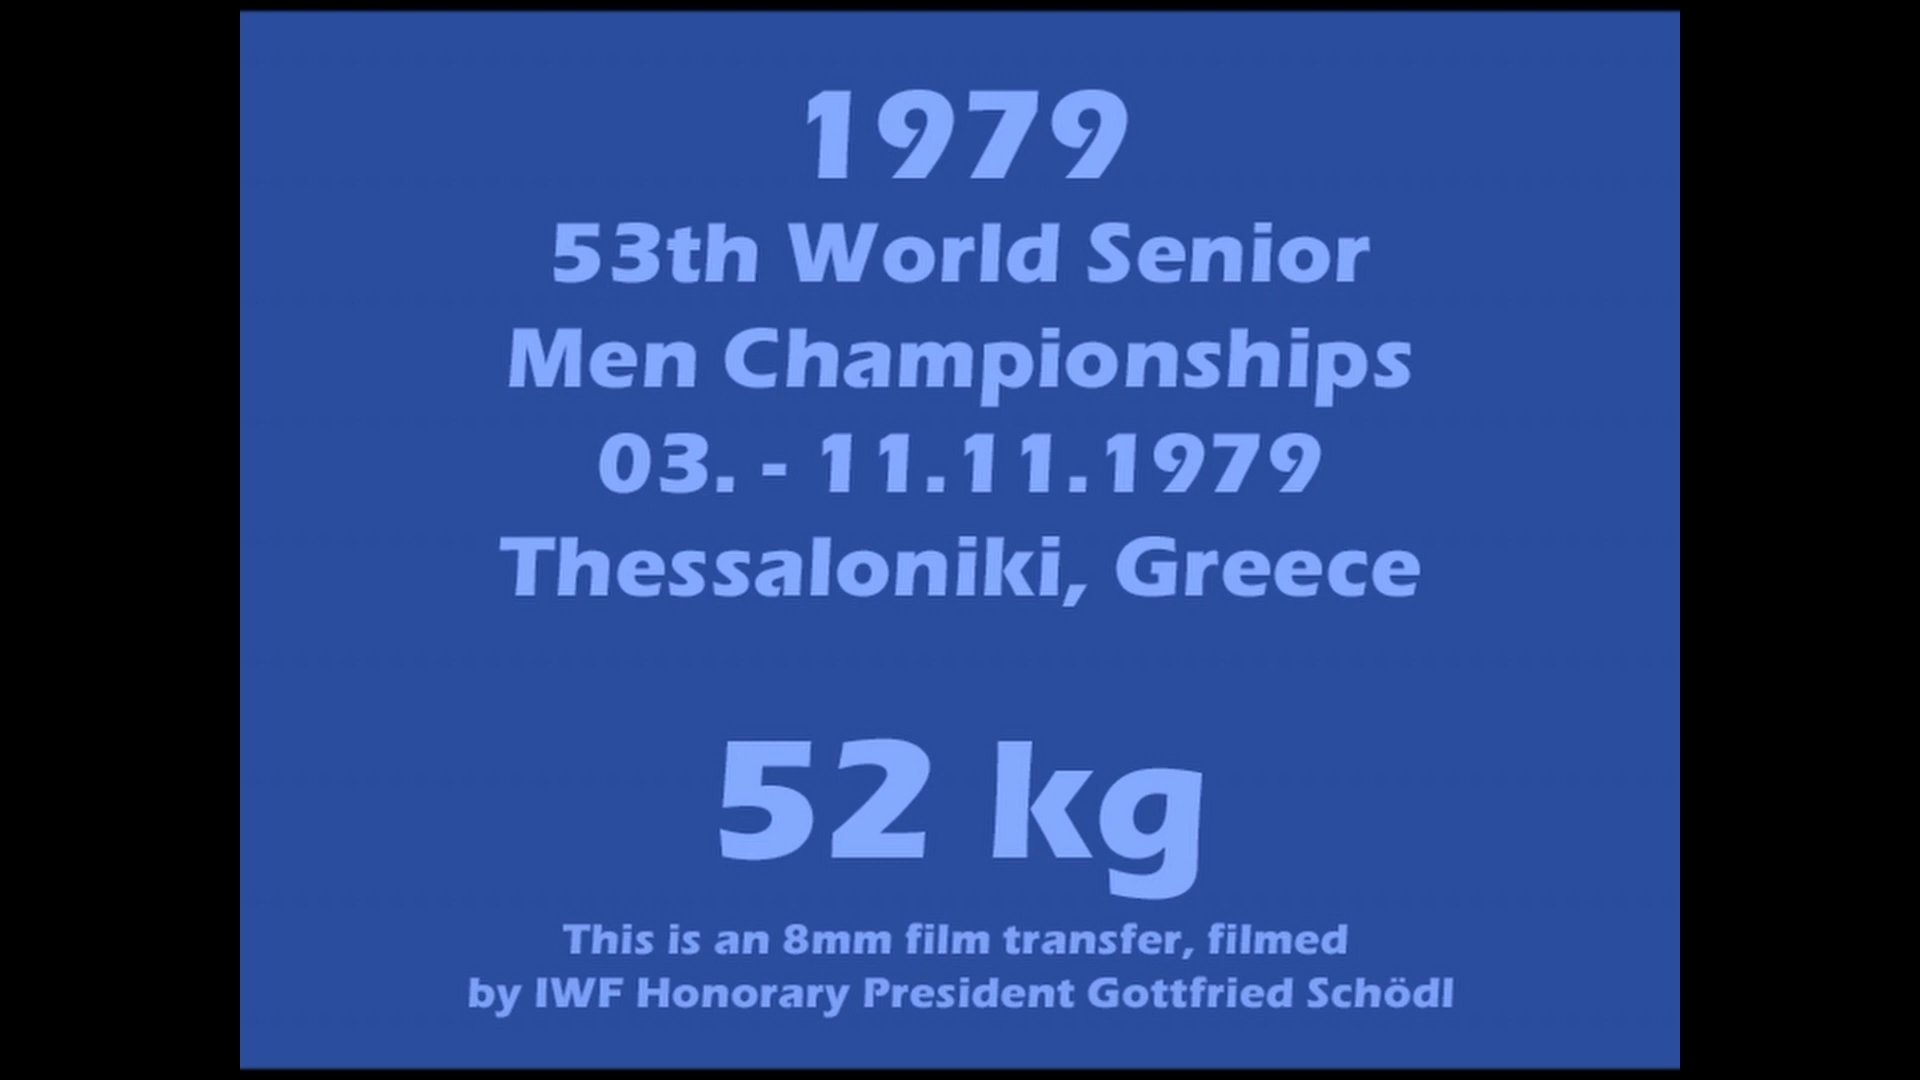 1979
53th World Senior
Men Championships
03. - 11.11.1979
Thessaloniki, Greece
52 kg
This is an 8mm film transfer, filmed
by IWF Honorary President Gottfried Schödl